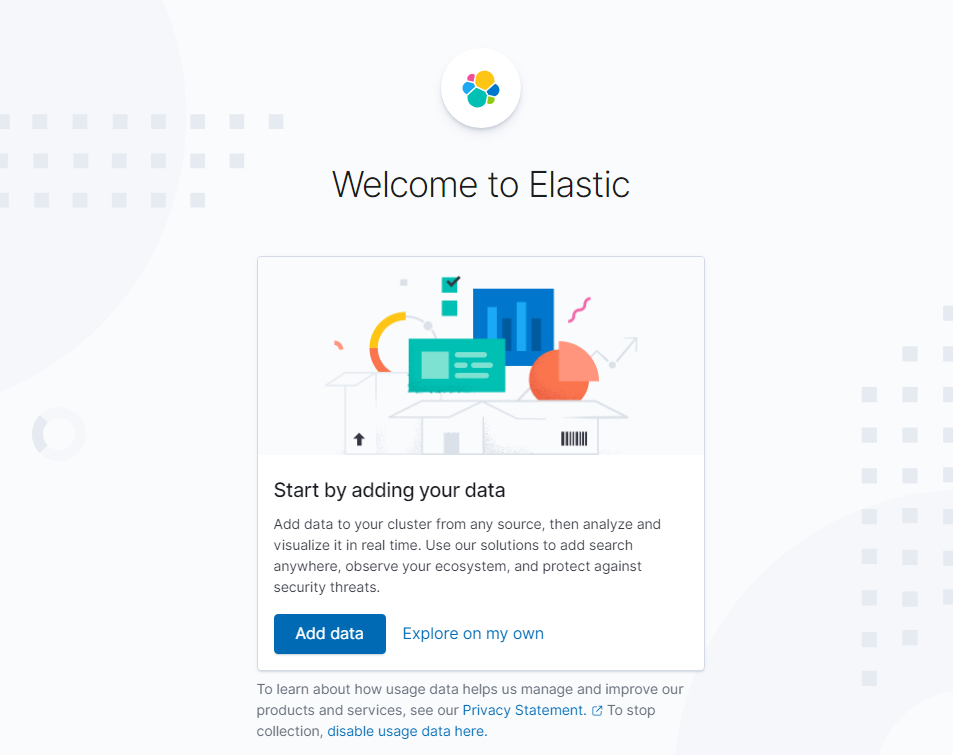 Welcome to Elastic
Start by adding your data
Add data to your cluster from any source, then analyze and
visualize it in real time. Use our solutions to add search
anywhere, observe your ecosystem, and protect against
security threats.
Add data
Explore on my own
To learn about how usage data helps us manage and improve our
products and services, see our Privacy Statement. To stop
collection, disable usage data here.